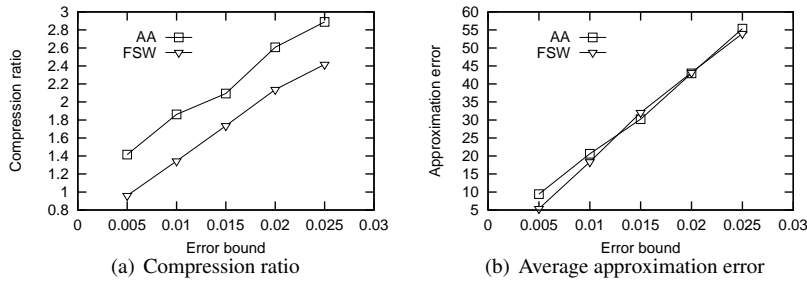 3
2.8
2.6
2.4
2.2
2
1.8
1.6
1.4
1.2
1
0.8
Compression ratio
AA
FSW
0 0.005 0.01 0.015 0.02 0.025 0.03
Error bound
(a) Compression ratio
60
55
50
45
40
35
30
25
20
15
10
5
Approximation error
AA
FSW
0 0.005 0.01 0.015 0.02 0.025 0.03
Error bound
(b) Average approximation error